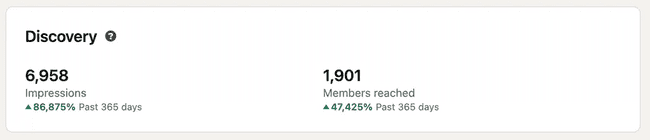 Discovery ?
6,958
Impressions
▲86,875% Past 365 days
1,901
Members reached
▲47,425% Past 365 days